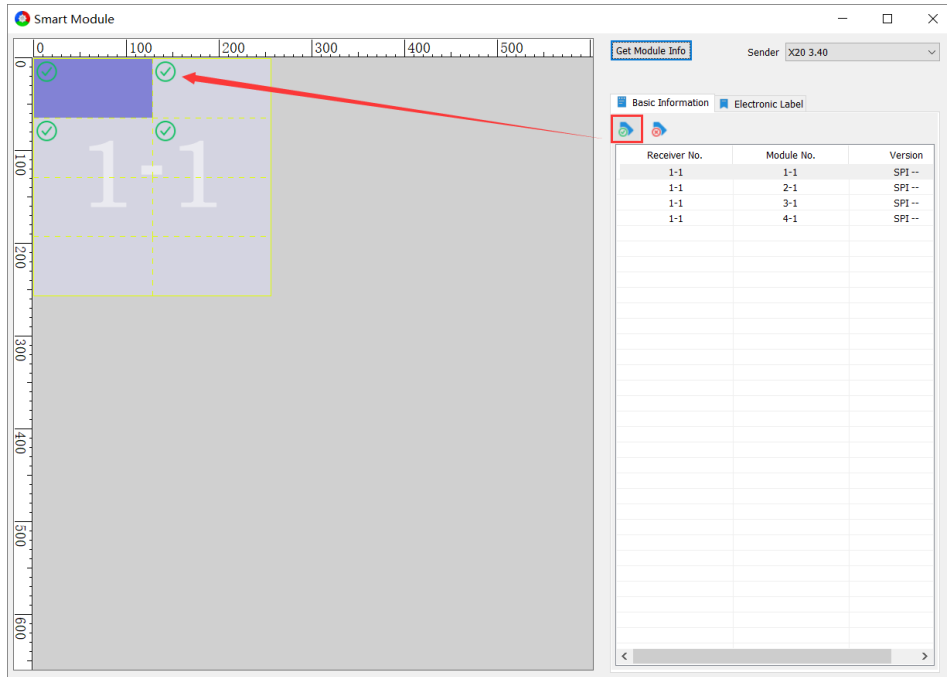 Smart Module
0 100 200 300 400 500
Get Module Info Sender X20 3.40
Basic Information Electronic Label
Receiver No. Module No. Version
1-1 1-1 SPI --
1-1 2-1 SPI --
1-1 3-1 SPI --
1-1 4-1 SPI --
1-1
0
100
200
300
400
500
600